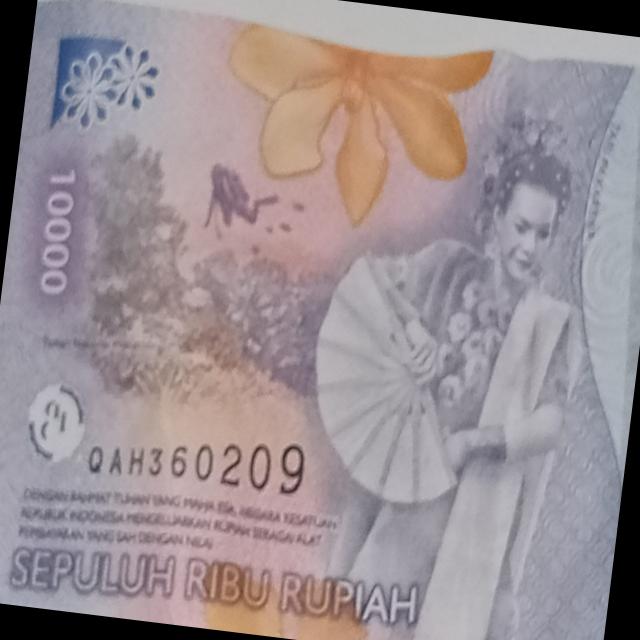 10000
QAH360209
DENGAN RAHMAT TUHAN YANG MAHA ESA, NEGARA KESATUAN
REPUBLIK INDONESIA MENGELUARKAN RUPIAH SEBAGAI ALAT
PEMBAYARAN YANG SAH DENGAN NILAI
SEPULUH RIBU RUPIAH